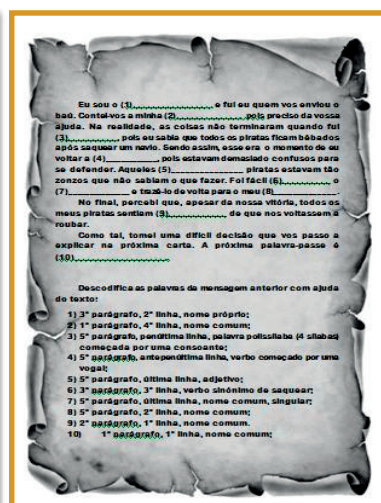 Eu sou o (1)_______________ e fui eu quem vos enviou o
baú. Contei-vos a minha (2)______________ pois preciso da vossa
ajuda. Na realidade, as coisas não terminaram quando fui
(3)___________, pois eu sabia que todos os piratas ficam bêbados
após saquear um navio. Sendo assim, esse era o momento de eu
voltar a (4)__________, pois estavam demasiado confusos para
se defender. Aqueles (5)______________ piratas estavam tão
zonzos que não sabiam o que fazer. Foi fácil (6)_________ o
(7)____________ e trazê-lo de volta para o meu (8)____________.
No final, percebi que, apesar da nossa vitória, todos os
meus piratas sentiam (9)___________, de que nos voltassem a
roubar.
Como tal, tomei uma difícil decisão que vos passo a
explicar na próxima carta. A próxima palavra-passe é
(10)__________________.
Descodifica as palavras da mensagem anterior com ajuda
do texto:
1) 3º parágrafo, 2ª linha, nome próprio;
2) 1º parágrafo, 4ª linha, nome comum;
3) 5º parágrafo, penúltima linha, palavra polissílaba (4 sílabas)
começada por uma consoante;
4) 5º parágrafo, antepenúltima linha, verbo começado por uma
vogal;
5) 5º parágrafo, última linha, adjetivo;
6) 3º parágrafo, 3ª linha, verbo sinónimo de saquear;
7) 5º parágrafo, última linha, nome comum, singular;
8) 5º parágrafo, 2ª linha, nome comum;
9) 2º parágrafo, 1ª linha, nome comum.
10) 1º parágrafo, 1ª linha, nome comum;